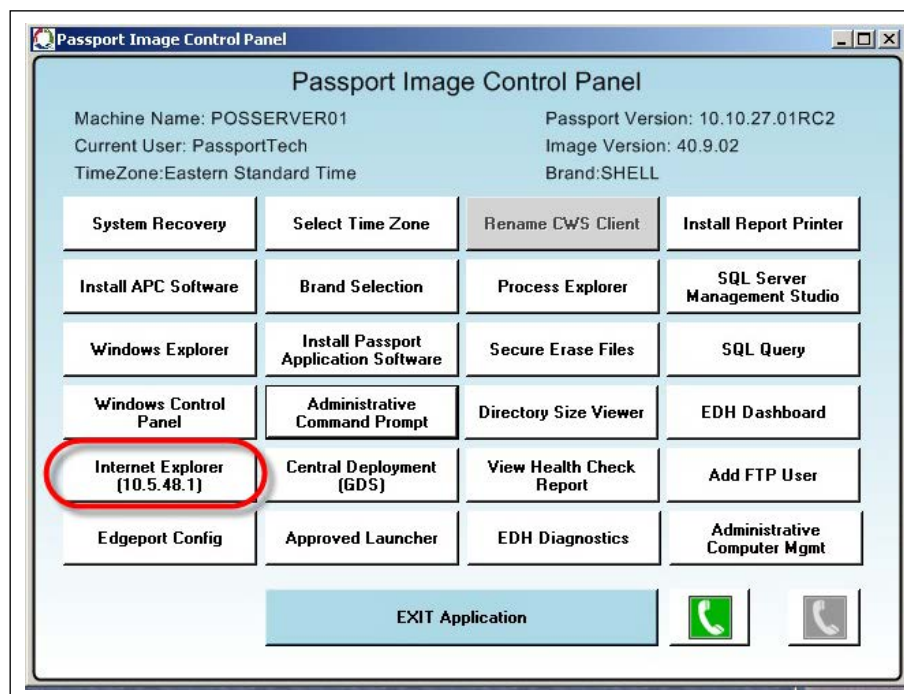 Passport Image Control Panel
Passport Image Control Panel
Machine Name: POSSERVER01
Passport Version: 10.10.27.01RC2
Current User: PassportTech
Image Version: 40.9.02
TimeZone:Eastern Standard Time
Brand:SHELL
System Recovery
Select Time Zone
Rename CWS Client
Install Report Printer
Install APC Software
Brand Selection
Process Explorer
SQL Server
Management Studio
Windows Explorer
Install Passport
Application Software
Secure Erase Files
SQL Query
Windows Control
Panel
Administrative
Command Prompt
Directory Size Viewer
EDH Dashboard
Internet Explorer
(10.5.48.1)
Central Deployment
(GDS)
View Health Check
Report
Add FTP User
Edgeport Config
Approved Launcher
EDH Diagnostics
Administrative
Computer Mgmt
EXIT Application